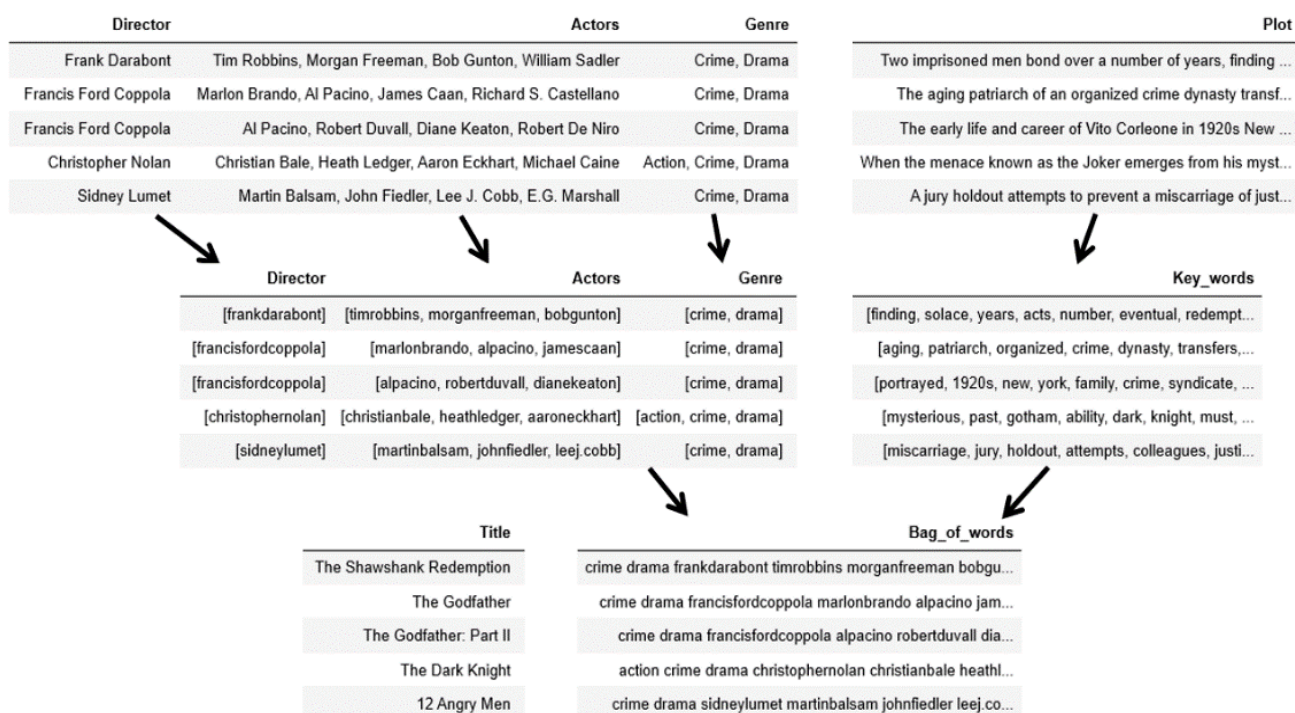 Director Actors Genre Plot
Frank Darabont Tim Robbins, Morgan Freeman, Bob Gunton, William Sadler Crime, Drama Two imprisoned men bond over a number of years, finding ...
Francis Ford Coppola Marlon Brando, Al Pacino, James Caan, Richard S. Castellano Crime, Drama The aging patriarch of an organized crime dynasty transf...
Francis Ford Coppola Al Pacino, Robert Duvall, Diane Keaton, Robert De Niro Crime, Drama The early life and career of Vito Corleone in 1920s New ...
Christopher Nolan Christian Bale, Heath Ledger, Aaron Eckhart, Michael Caine Action, Crime, Drama When the menace known as the Joker emerges from his myst...
Sidney Lumet Martin Balsam, John Fiedler, Lee J. Cobb, E.G. Marshall Crime, Drama A jury holdout attempts to prevent a miscarriage of just...
Director Actors Genre Key_words
[frankdarabont] [timrobbins, morganfreeman, bobgunton] [crime, drama] [finding, solace, years, acts, number, eventual, redempt...
[francisfordcoppola] [marlonbrando, alpacino, jamescaan] [crime, drama] [aging, patriarch, organized, crime, dynasty, transfers,...
[francisfordcoppola] [alpacino, robertduvall, dianekeaton] [crime, drama] [portrayed, 1920s, new, york, family, crime, syndicate, ...
[christophernolan] [christianbale, heathledger, aaroneckhart] [action, crime, drama] [mysterious, past, gotham, ability, dark, knight, must, ...
[sidneylumet] [martinbalsam, johnfiedler, leej.cobb] [crime, drama] [miscarriage, jury, holdout, attempts, colleagues, justi...
Title Bag_of_words
The Shawshank Redemption crime drama frankdarabont timrobbins morganfreeman bobgu...
The Godfather crime drama francisfordcoppola marlonbrando alpacino jam...
The Godfather: Part II crime drama francisfordcoppola alpacino robertduvall dia...
The Dark Knight action crime drama christophernolan christianbale heathl...
12 Angry Men crime drama sidneylumet martinbalsam johnfiedler leej.co...